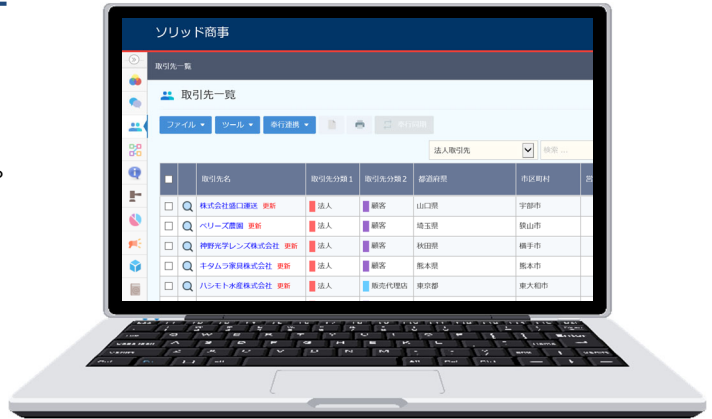 ソリッド商事
取引先一覧
取引先一覧
ファイル ツール 奉行連携
法人取引先 検索 ...
取引先名 取引先分類1 取引先分類2 都道府県 市区町村
株式会社盛口運送 更新 法人 顧客 山口県 宇部市
ベリーズ農園 更新 法人 顧客 埼玉県 狭山市
神野光学レンズ株式会社 更新 法人 顧客 秋田県 横手市
キタムラ家具株式会社 更新 法人 顧客 熊本県 熊本市
ハシモト水産株式会社 更新 法人 販売代理店 東京都 東大和市